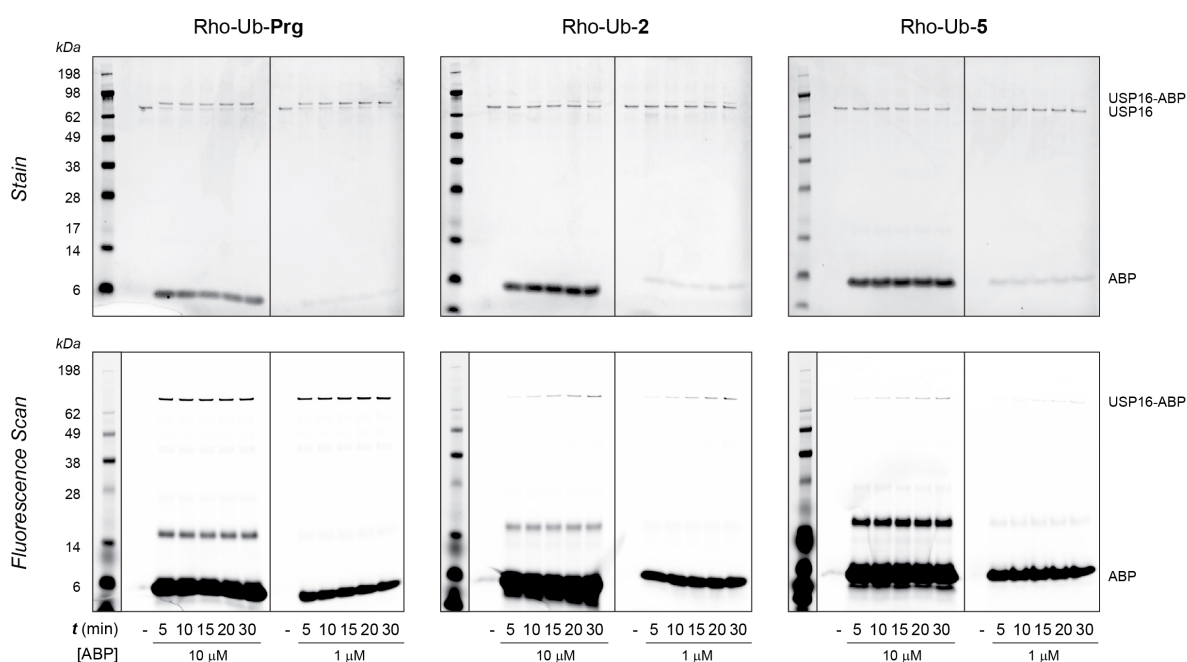 Rho-Ub-Prg Rho-Ub-2 Rho-Ub-5
kDa
198
98
62
49
38
28
17
14
6
Stain
USP16-ABP
USP16
ABP
kDa
198
62
49
38
28
14
6
Fluorescence Scan
USP16-ABP
ABP
t (min) - 5 10 15 20 30 - 5 10 15 20 30 - 5 10 15 20 30 - 5 10 15 20 30 - 5 10 15 20 30 - 5 10 15 20 30
[ABP] 10 μM 1 μM 10 μM 1 μM 10 μM 1 μM